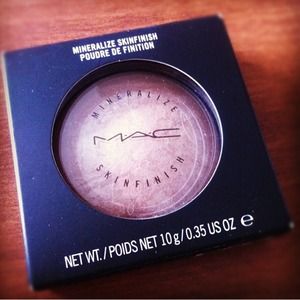 MINERALIZE SKINFINISH
POUDRE DE FINITION
MINERALIZE
MAC
SKINFINISH
NET WT. / POIDS NET 10 g / 0.35 US OZ ℮